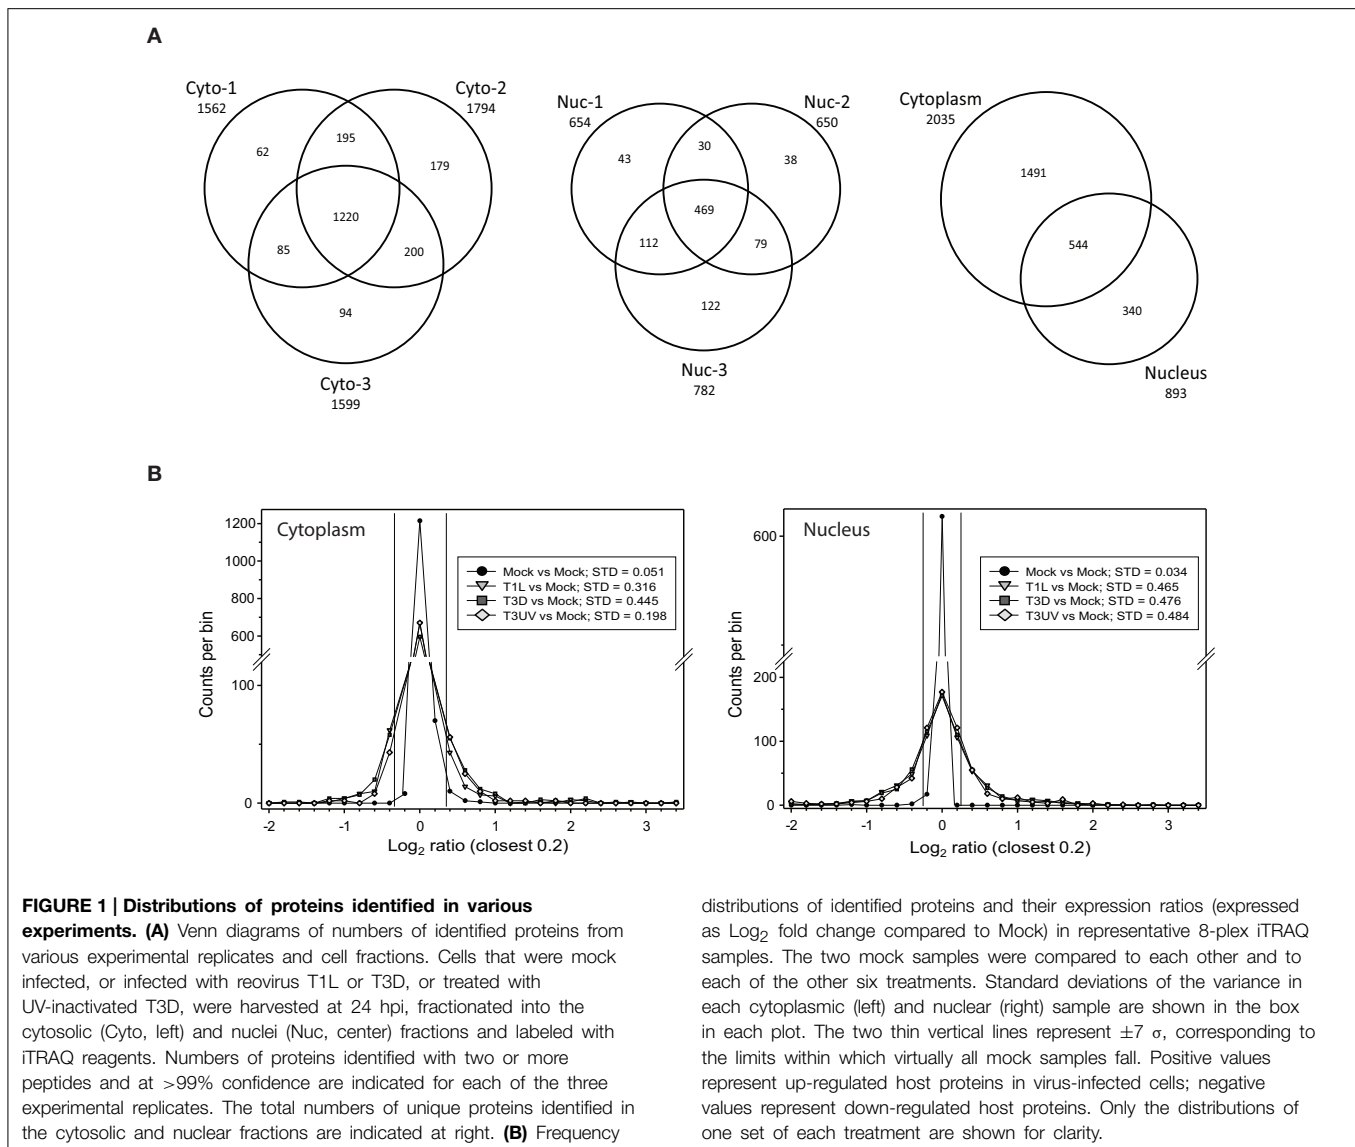 A
Cyto-1
1562
Cyto-2
1794
62
195
179
1220
85
200
94
Cyto-3
1599
Nuc-1
654
Nuc-2
650
43
30
38
469
112
79
122
Nuc-3
782
Cytoplasm
2035
1491
544
340
Nucleus
893
B
Cytoplasm
Mock vs Mock; STD = 0.051
T1L vs Mock; STD = 0.316
T3D vs Mock; STD = 0.445
T3UV vs Mock; STD = 0.198
Counts per bin
1200
1000
800
600
100
0
-2 -1 0 1 2 3
Log2 ratio (closest 0.2)
Nucleus
Mock vs Mock; STD = 0.034
T1L vs Mock; STD = 0.465
T3D vs Mock; STD = 0.476
T3UV vs Mock; STD = 0.484
Counts per bin
600
200
100
0
-2 -1 0 1 2 3
Log2 ratio (closest 0.2)
FIGURE 1 | Distributions of proteins identified in various
experiments. (A) Venn diagrams of numbers of identified proteins from
various experimental replicates and cell fractions. Cells that were mock
infected, or infected with reovirus T1L or T3D, or treated with
UV-inactivated T3D, were harvested at 24 hpi, fractionated into the
cytosolic (Cyto, left) and nuclei (Nuc, center) fractions and labeled with
iTRAQ reagents. Numbers of proteins identified with two or more
peptides and at >99% confidence are indicated for each of the three
experimental replicates. The total numbers of unique proteins identified in
the cytosolic and nuclear fractions are indicated at right. (B) Frequency
distributions of identified proteins and their expression ratios (expressed
as Log2 fold change compared to Mock) in representative 8-plex iTRAQ
samples. The two mock samples were compared to each other and to
each of the other six treatments. Standard deviations of the variance in
each cytoplasmic (left) and nuclear (right) sample are shown in the box
in each plot. The two thin vertical lines represent ±7 σ, corresponding to
the limits within which virtually all mock samples fall. Positive values
represent up-regulated host proteins in virus-infected cells; negative
values represent down-regulated host proteins. Only the distributions of
one set of each treatment are shown for clarity.